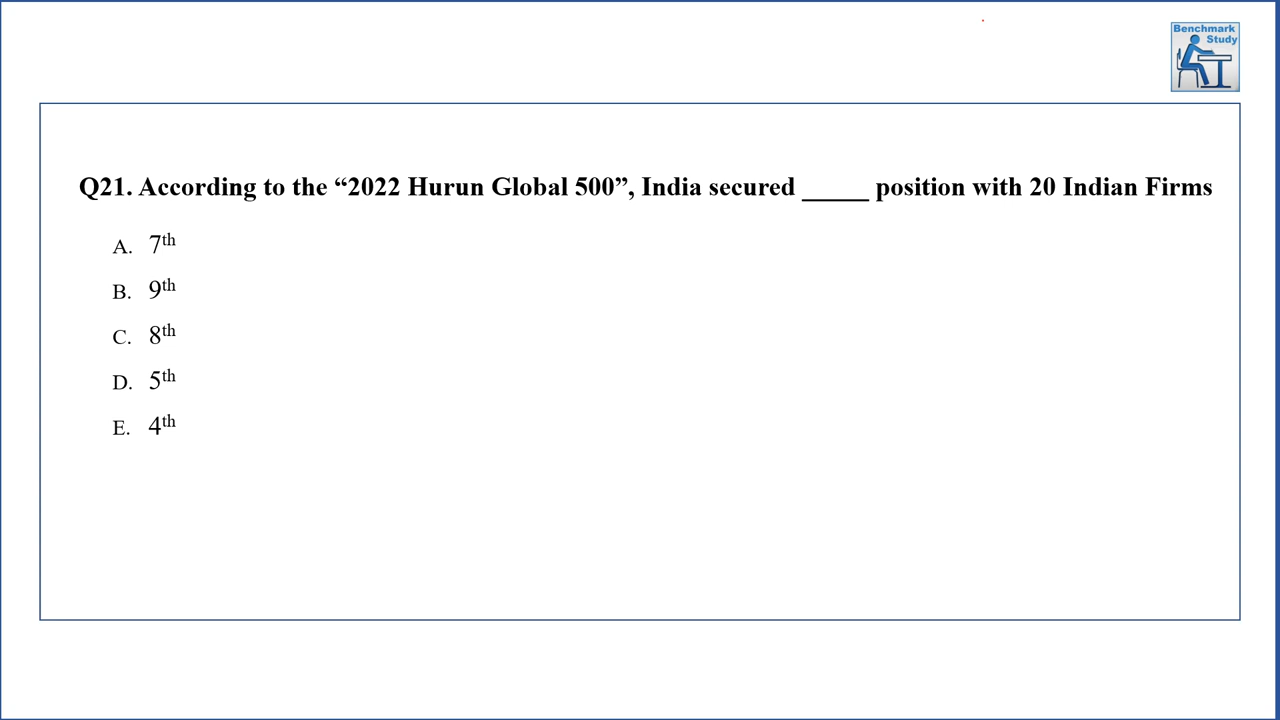 Benchmark
Study
Q21. According to the “2022 Hurun Global 500”, India secured _____ position with 20 Indian Firms
A. 7th
B. 9th
C. 8th
D. 5th
E. 4th